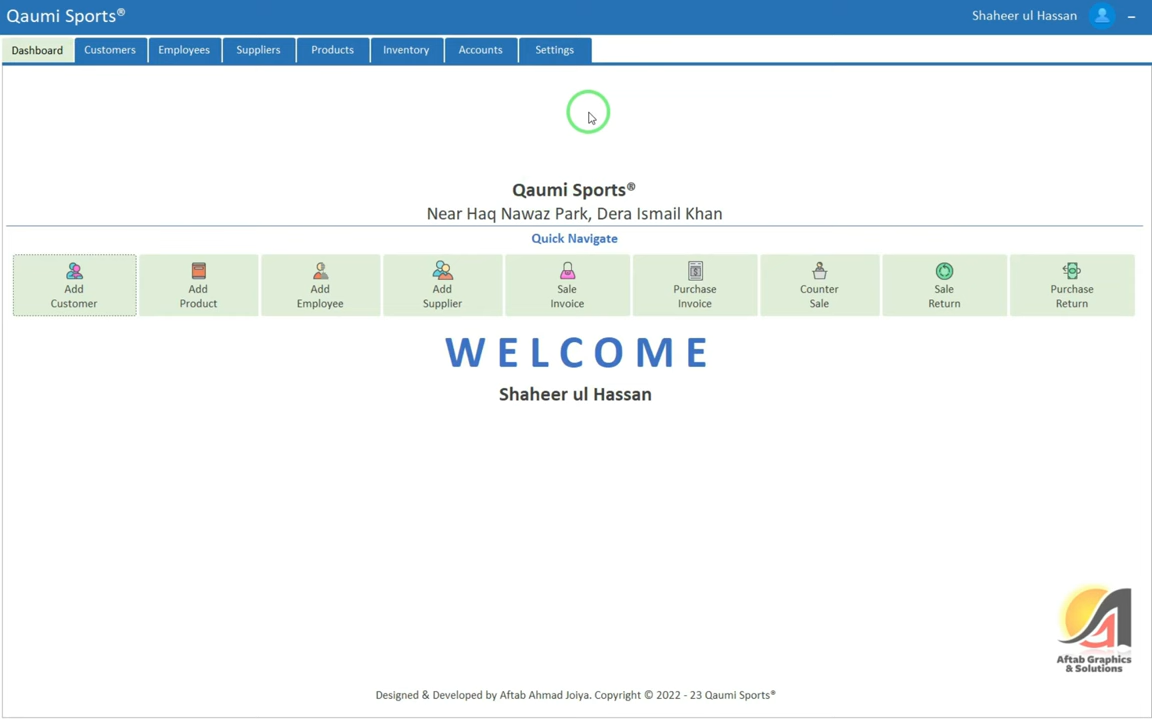 Qaumi Sports®
Shaheer ul Hassan
Dashboard
Customers
Employees
Suppliers
Products
Inventory
Accounts
Settings
Qaumi Sports®
Near Haq Nawaz Park, Dera Ismail Khan
Quick Navigate
Add
Customer
Add
Product
Add
Employee
Add
Supplier
Sale
Invoice
Purchase
Invoice
Counter
Sale
Sale
Return
Purchase
Return
WELCOME
Shaheer ul Hassan
Aftab Graphics
& Solutions
Designed & Developed by Aftab Ahmad Joiya. Copyright © 2022 - 23 Qaumi Sports®